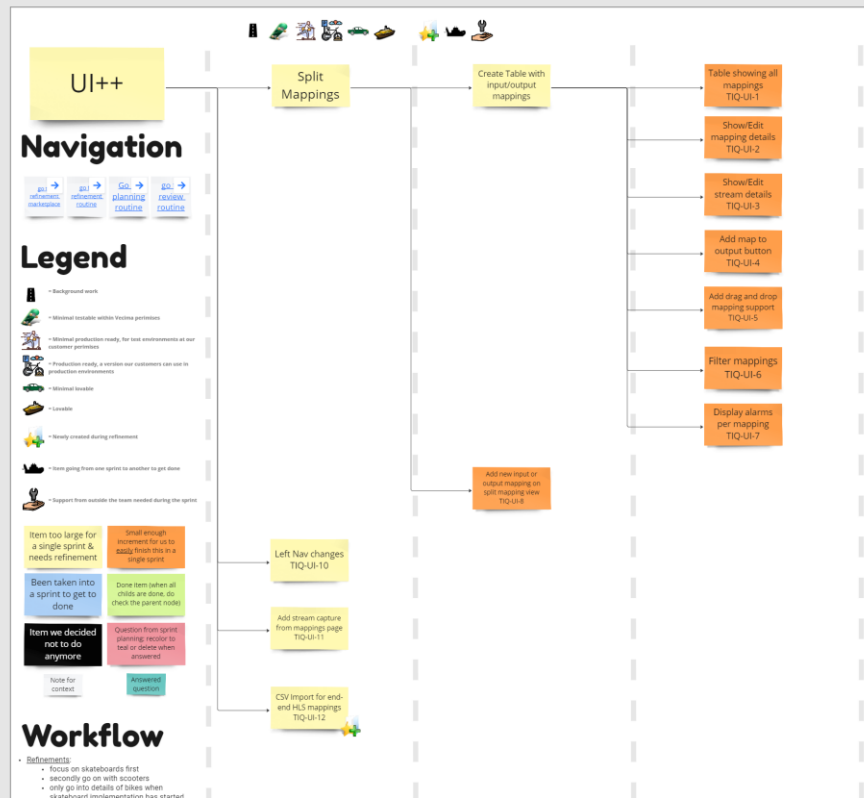 UI++
Split
Mappings
Create Table with
input/output
mappings
Table showing all
mappings
TIQ-UI-1
Show/Edit
mapping details
TIQ-UI-2
Show/Edit
stream details
TIQ-UI-3
Add map to
output button
TIQ-UI-4
Add drag and drop
mapping support
TIQ-UI-5
Filter mappings
TIQ-UI-6
Display alarms
per mapping
TIQ-UI-7
Add new input or
output mapping on
split mapping view
TIQ-UI-8
Left Nav changes
TIQ-UI-10
Add stream capture
from mappings page
TIQ-UI-11
CSV Import for end-
end HLS mappings
TIQ-UI-12
Navigation
go! →
refinement
marketplace
go! →
refinement
routine
Go →
planning
routine
go! →
review
routine
Legend
= Background work
= Minimal testable within Vecima perimises
= Minimal production ready, for test environments at our
customer perimises
= Production ready, a version our customers can use in
production environments
= Minimal lovable
= Lovable
= Newly created during refinement
= Item going from one sprint to another to get done
= Support from outside the team needed during the sprint
Item too large for
a single sprint &
needs refinement
Small enough
increment for us to
easily finish this in a
single sprint
Been taken into
a sprint to get to
done
Done item (when all
childs are done, do
check the parent node)
Item we decided
not to do
anymore
Question from sprint
planning: recolor to
teal or delete when
answered
Note for
context
Answered
question
Workflow
• Refinements:
• focus on skateboards first
• secondly go on with scooters
• only go into details of bikes when
skateboard implementation has started